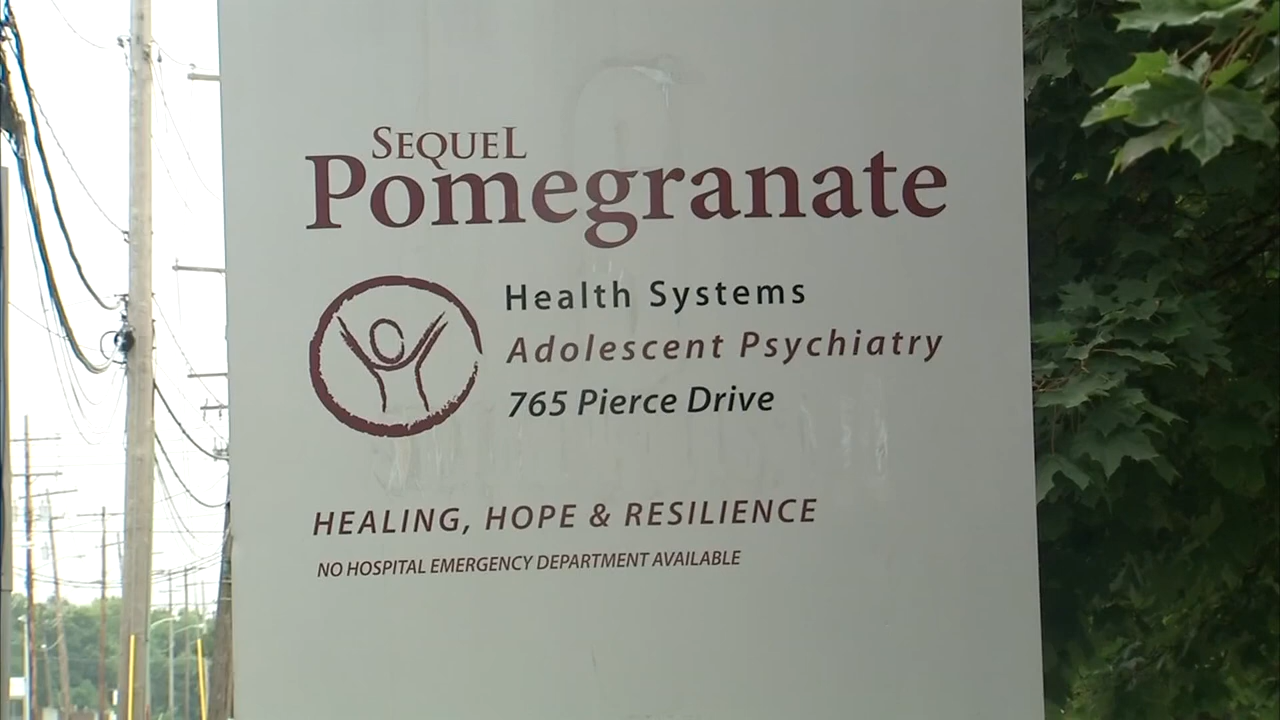 SEQUEL
Pomegranate
Health Systems
Adolescent Psychiatry
765 Pierce Drive
HEALING, HOPE & RESILIENCE
NO HOSPITAL EMERGENCY DEPARTMENT AVAILABLE